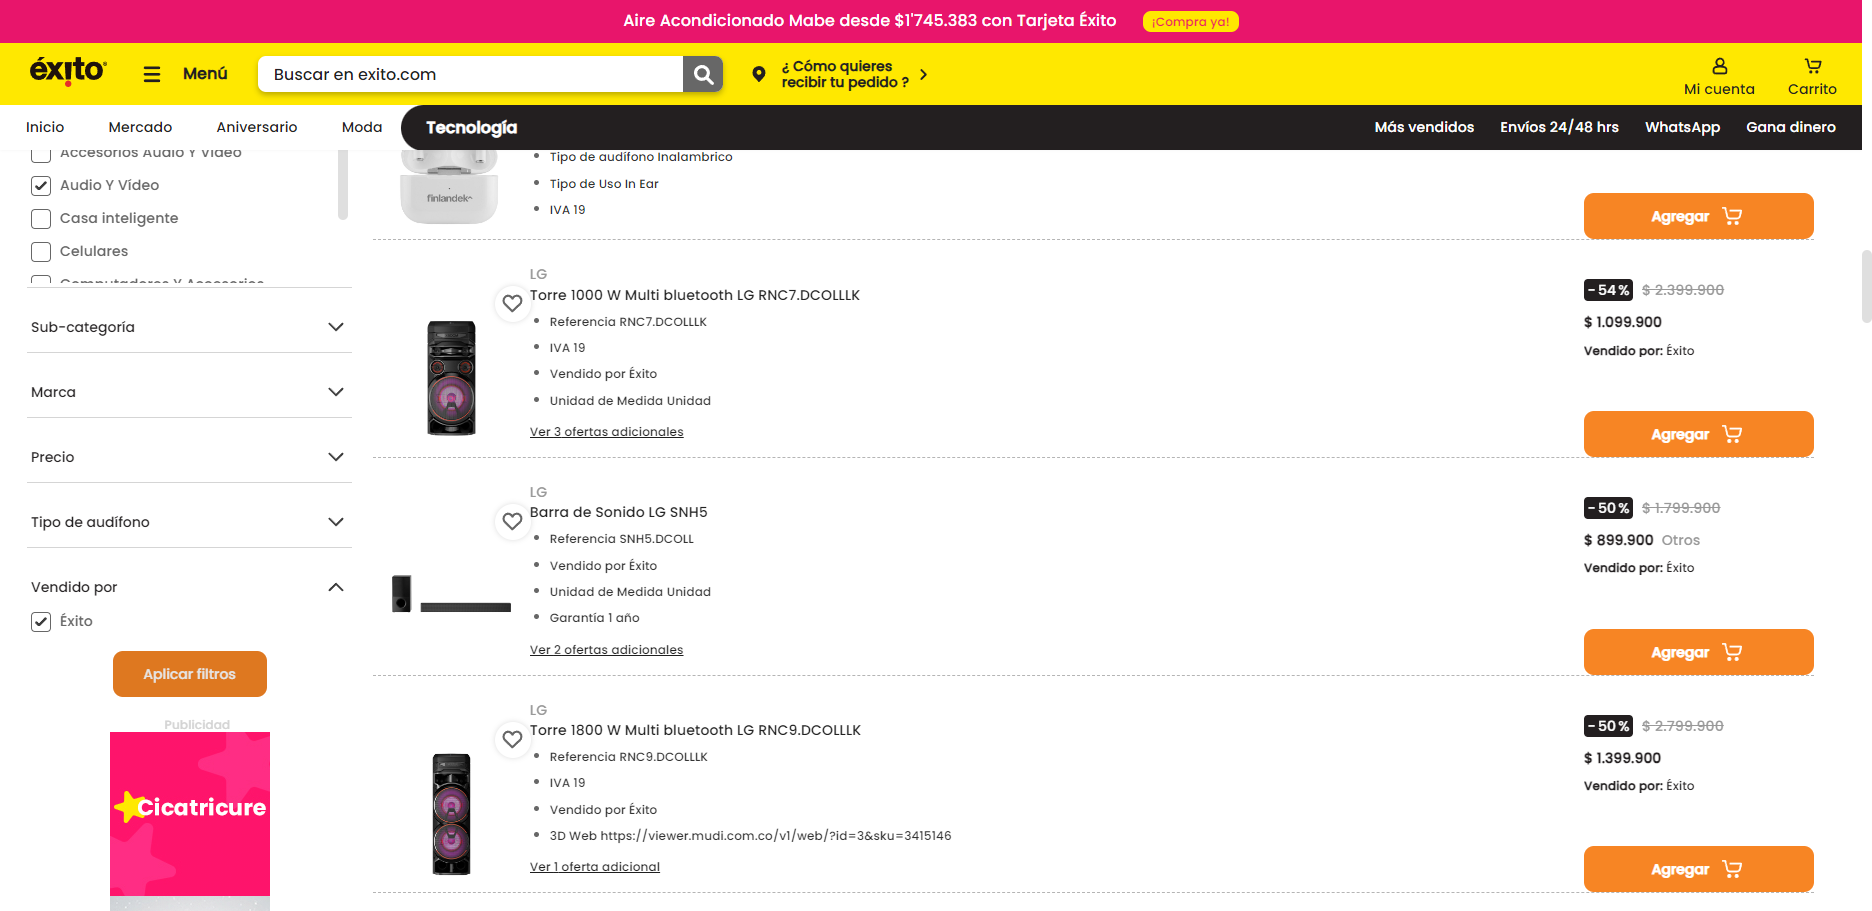 Aire Acondicionado Mabe desde $1'745.383 con Tarjeta Éxito
¡Compra ya!
éxito
Menú
Buscar en exito.com
¿ Cómo quieres
recibir tu pedido ?
Mi cuenta
Carrito
Inicio
Mercado
Aniversario
Moda
Tecnología
Más vendidos
Envíos 24/48 hrs
WhatsApp
Gana dinero
Accesorios Audio Y Video
Audio Y Vídeo
Casa inteligente
Celulares
Computadores Y Accesorios
Sub-categoría
Marca
Precio
Tipo de audífono
Vendido por
Éxito
Aplicar filtros
Publicidad
Cicatricure
finlandek
Tipo de audifono Inalambrico
Tipo de Uso In Ear
IVA 19
Agregar
LG
Torre 1000 W Multi bluetooth LG RNC7.DCOLLLK
Referencia RNC7.DCOLLLK
IVA 19
Vendido por Éxito
Unidad de Medida Unidad
Ver 3 ofertas adicionales
-54% $ 2.399.900
$ 1.099.900
Vendido por: Éxito
Agregar
LG
Barra de Sonido LG SNH5
Referencia SNH5.DCOLL
Vendido por Éxito
Unidad de Medida Unidad
Garantía 1 año
Ver 2 ofertas adicionales
-50% $ 1.799.900
$ 899.900 Otros
Vendido por: Éxito
Agregar
LG
Torre 1800 W Multi bluetooth LG RNC9.DCOLLLK
Referencia RNC9.DCOLLLK
IVA 19
Vendido por Éxito
3D Web https://viewer.mudi.com.co/v1/web/?id=3&sku=3415146
Ver 1 oferta adicional
-50% $ 2.799.900
$ 1.399.900
Vendido por: Éxito
Agregar